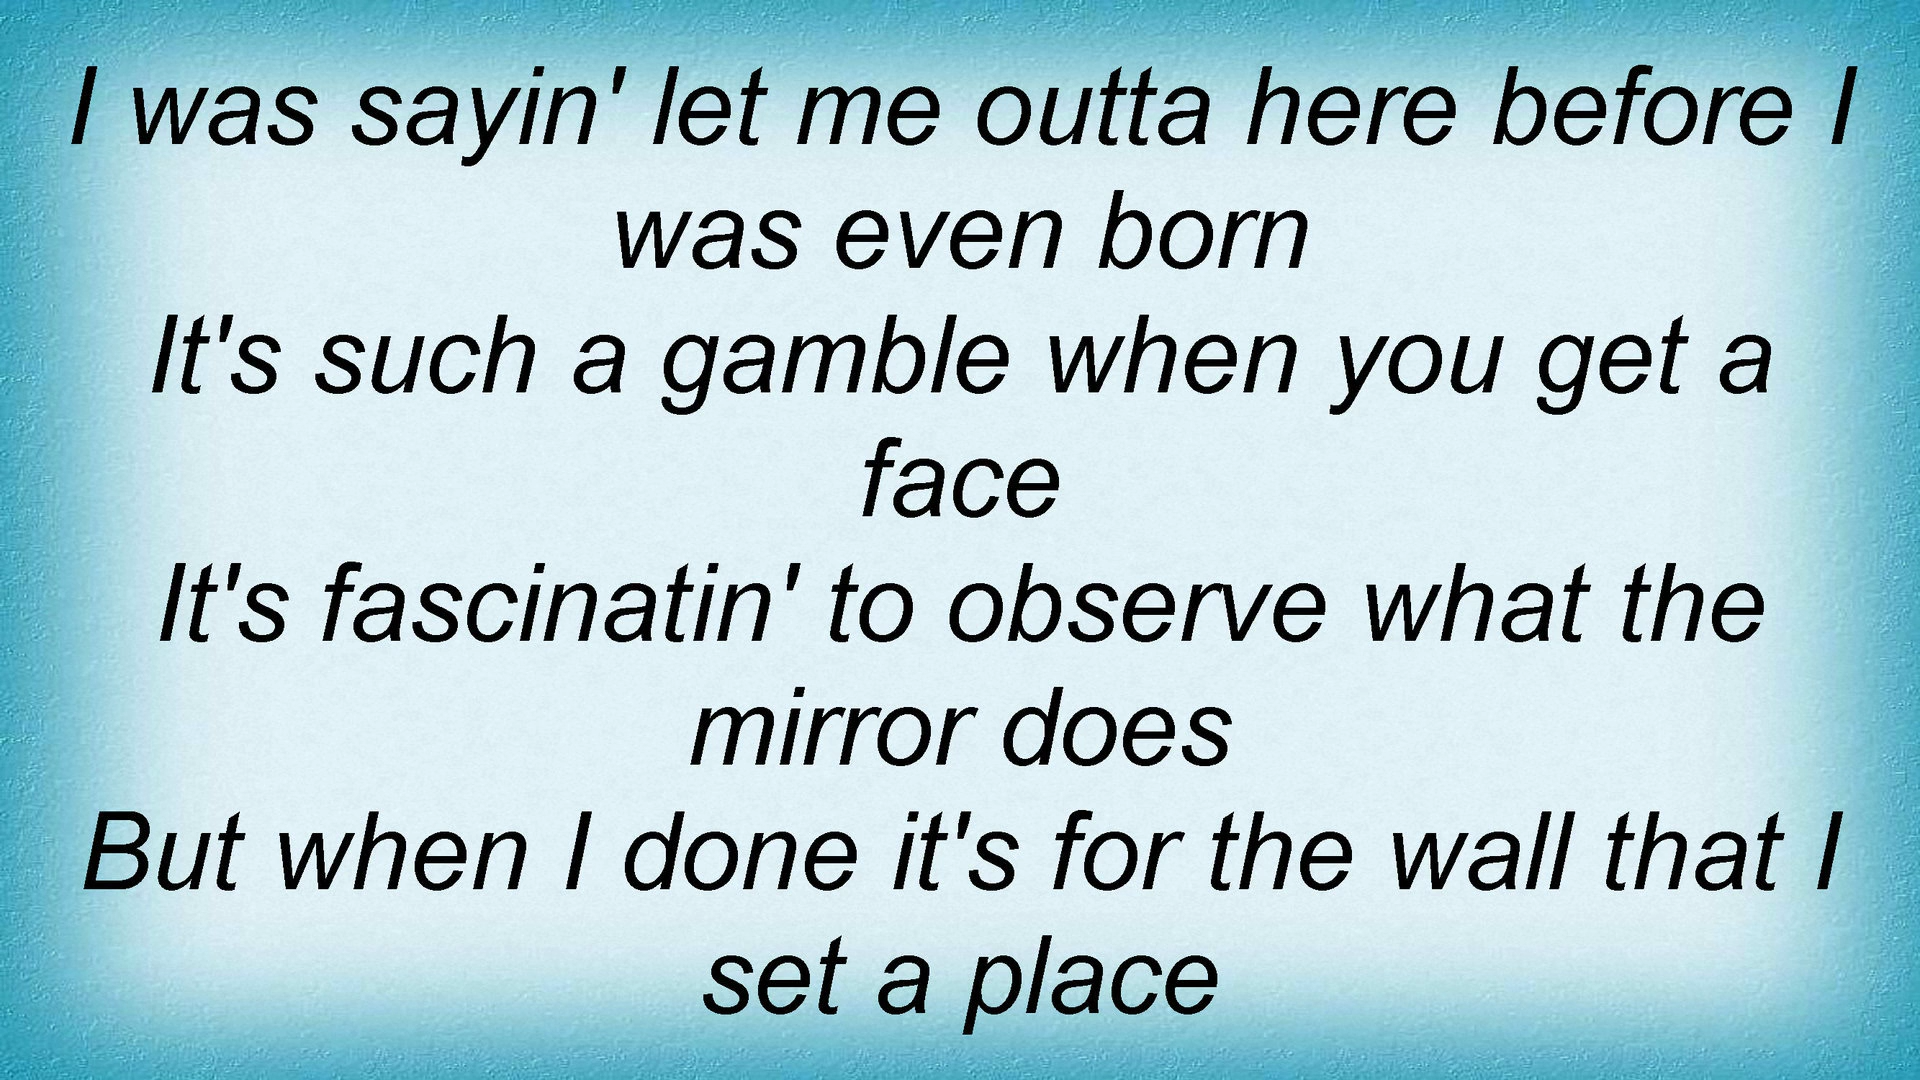 I was sayin' let me outta here before I
was even born
It's such a gamble when you get a
face
It's fascinatin' to observe what the
mirror does
But when I done it's for the wall that I
set a place